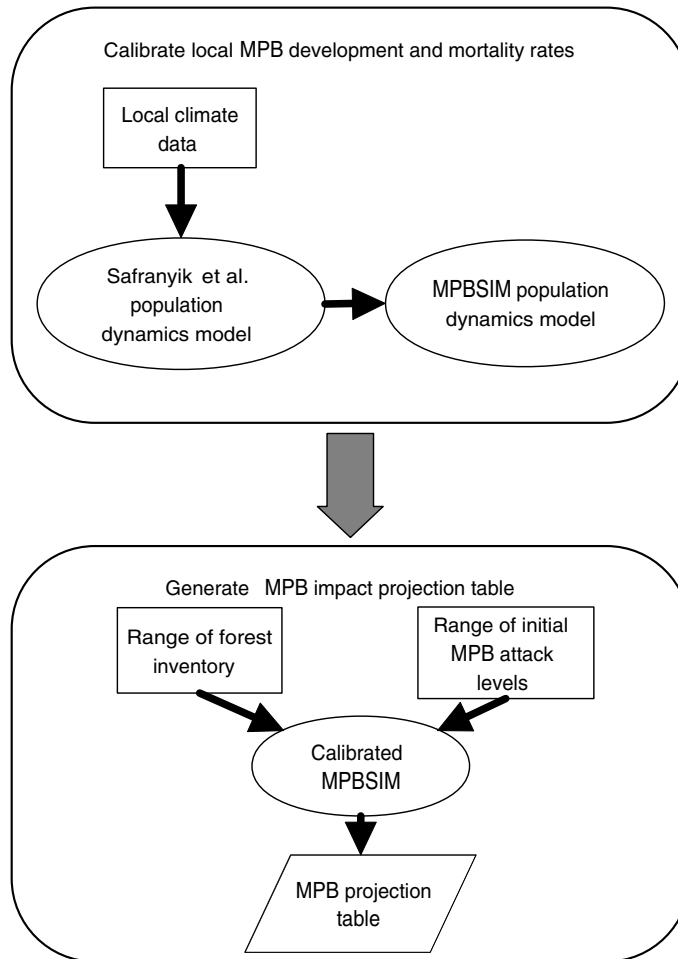 Calibrate local MPB development and mortality rates
Local climate
data
Safranyik et al.
population
dynamics model
MPBSIM population
dynamics model
Generate MPB impact projection table
Range of forest
inventory
Range of initial
MPB attack
levels
Calibrated
MPBSIM
MPB projection
table